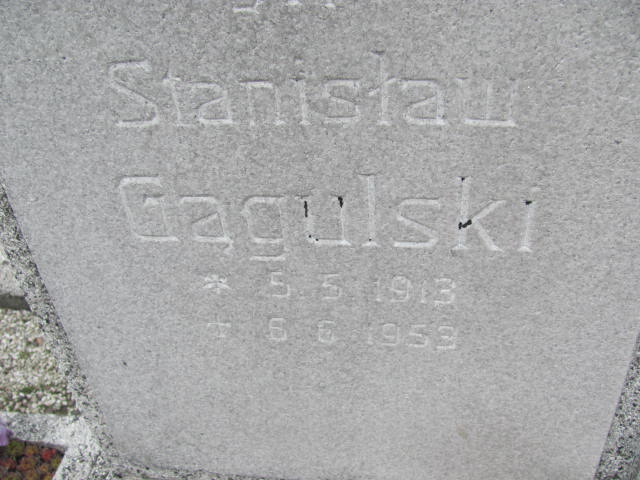 Stanisław
Gągulski
* 5.5.1913
+ 6.6.1953